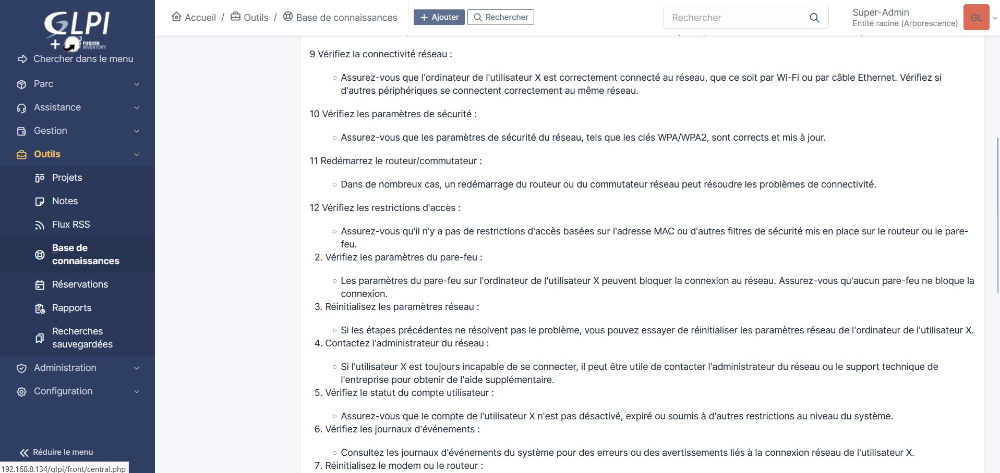 GLPI
+ FUSION
INVENTORY
Chercher dans le menu
Parc
Assistance
Gestion
Outils
Projets
Notes
Flux RSS
Base de
connaissances
Réservations
Rapports
Recherches
sauvegardées
Administration
Configuration
Réduire le menu
192.168.8.134/glpi/front/central.php
Accueil / Outils / Base de connaissances
+ Ajouter
Rechercher
Rechercher
Super-Admin
Entité racine (Arborescence)
GL
9 Vérifiez la connectivité réseau :
◦ Assurez-vous que l'ordinateur de l'utilisateur X est correctement connecté au réseau, que ce soit par Wi-Fi ou par câble Ethernet. Vérifiez si
d'autres périphériques se connectent correctement au même réseau.
10 Vérifiez les paramètres de sécurité :
◦ Assurez-vous que les paramètres de sécurité du réseau, tels que les clés WPA/WPA2, sont corrects et mis à jour.
11 Redémarrez le routeur/commutateur :
◦ Dans de nombreux cas, un redémarrage du routeur ou du commutateur réseau peut résoudre les problèmes de connectivité.
12 Vérifiez les restrictions d'accès :
◦ Assurez-vous qu'il n'y a pas de restrictions d'accès basées sur l'adresse MAC ou d'autres filtres de sécurité mis en place sur le routeur ou le pare-
feu.
2. Vérifiez les paramètres du pare-feu :
◦ Les paramètres du pare-feu sur l'ordinateur de l'utilisateur X peuvent bloquer la connexion au réseau. Assurez-vous qu'aucun pare-feu ne bloque la
connexion.
3. Réinitialisez les paramètres réseau :
◦ Si les étapes précédentes ne résolvent pas le problème, vous pouvez essayer de réinitialiser les paramètres réseau de l'ordinateur de l'utilisateur X.
4. Contactez l'administrateur du réseau :
◦ Si l'utilisateur X est toujours incapable de se connecter, il peut être utile de contacter l'administrateur du réseau ou le support technique de
l'entreprise pour obtenir de l'aide supplémentaire.
5. Vérifiez le statut du compte utilisateur :
◦ Assurez-vous que le compte de l'utilisateur X n'est pas désactivé, expiré ou soumis à d'autres restrictions au niveau du système.
6. Vérifiez les journaux d'événements :
◦ Consultez les journaux d'événements du système pour des erreurs ou des avertissements liés à la connexion réseau de l'utilisateur X.
7. Réinitialisez le modem ou le routeur :